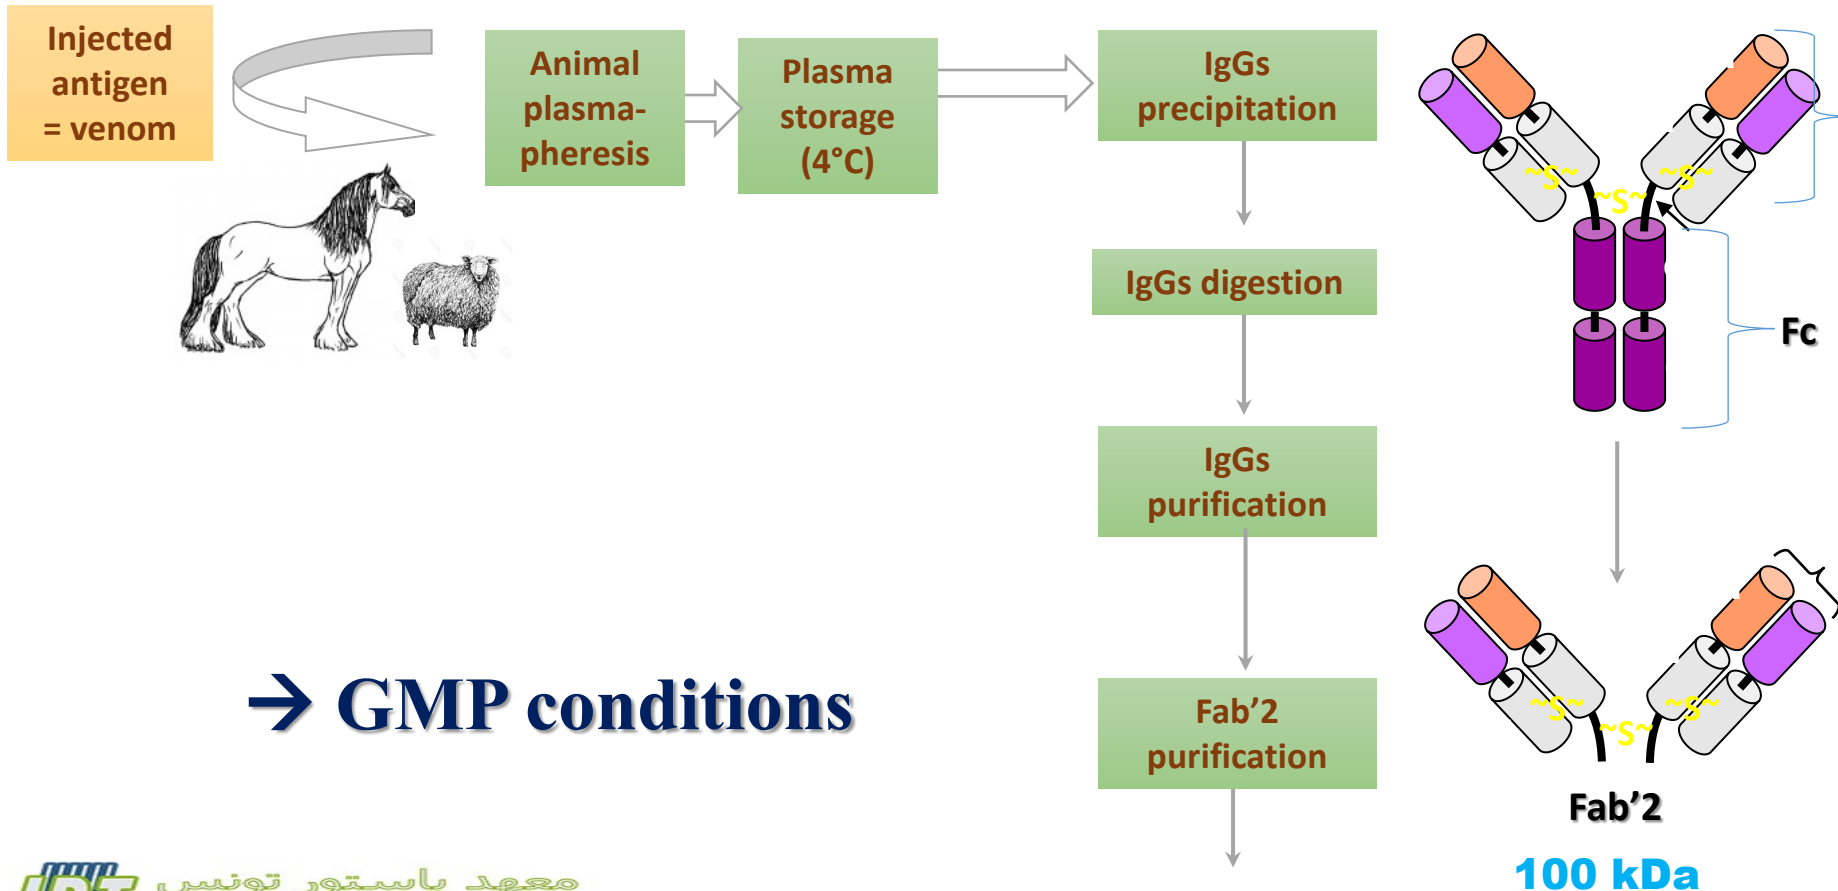 Injected
antigen
= venom
Animal
plasma-
pheresis
Plasma
storage
(4°C)
IgGs
precipitation
IgGs digestion
IgGs
purification
Fab’2
purification
~S~
~S~
~S~
Fc
~S~
~S~
~S~
Fab’2
100 kDa
→ GMP conditions
معهد باستور تونس
IPT